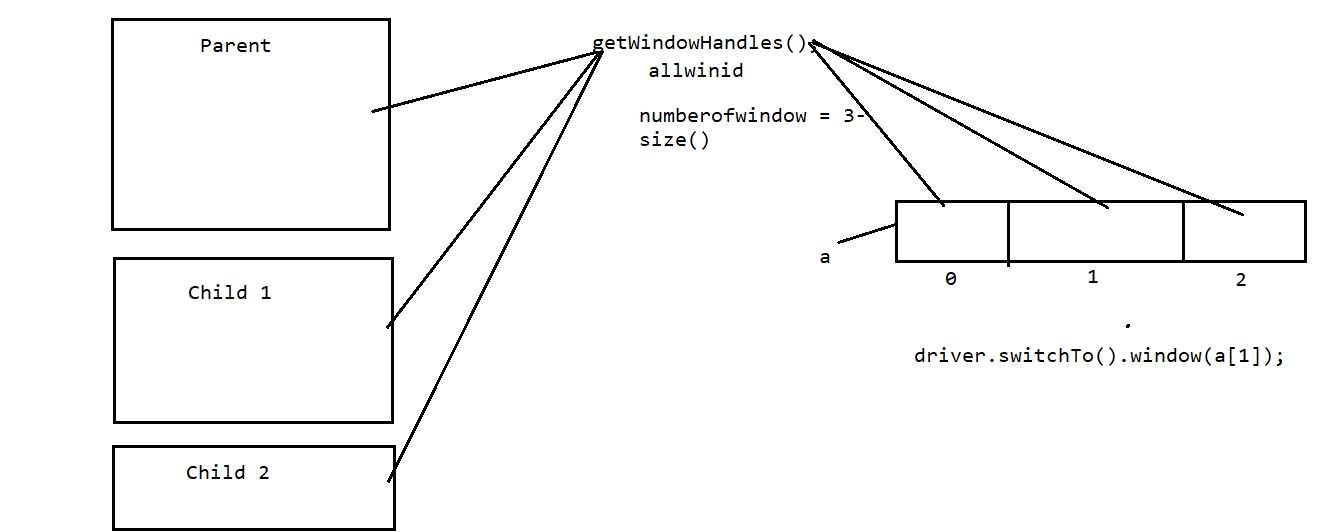 Parent
getWindowHandles();
allwinid
numberofwindow = 3-
size()
Child 1
a
0
1
2
driver.switchTo().window(a[1]);
Child 2